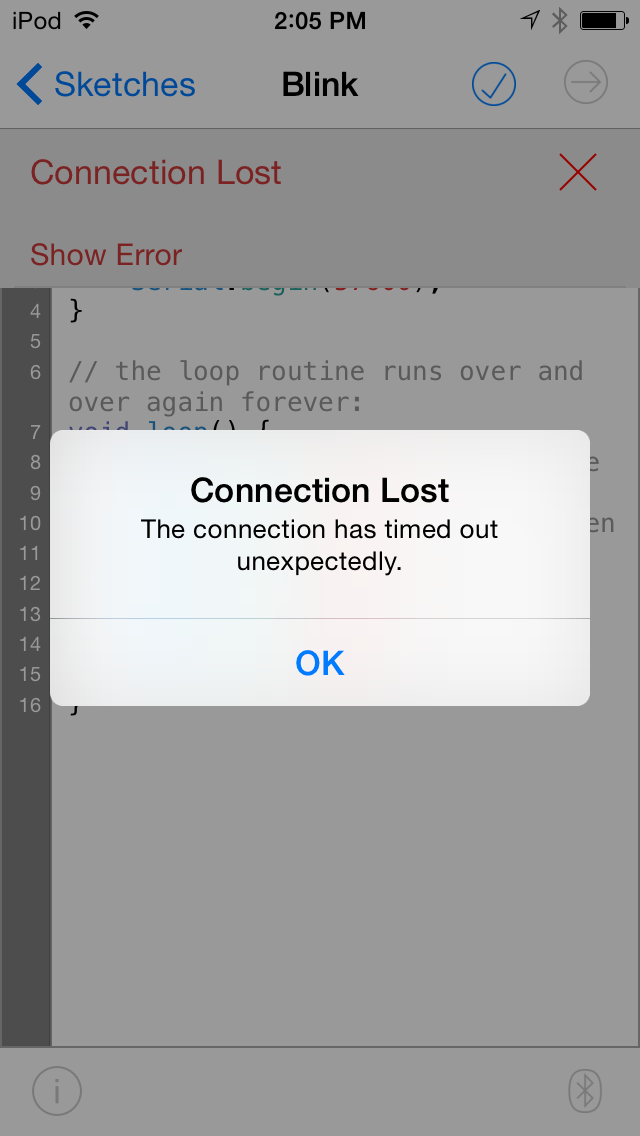 iPod 2:05 PM
Sketches Blink
Connection Lost
Show Error
4 }
5
6 // the loop routine runs over and
over again forever:
7 void loop() {
8 e
9
10 en
11
12
13
Connection Lost
The connection has timed out
unexpectedly.
OK
14
15
16 }